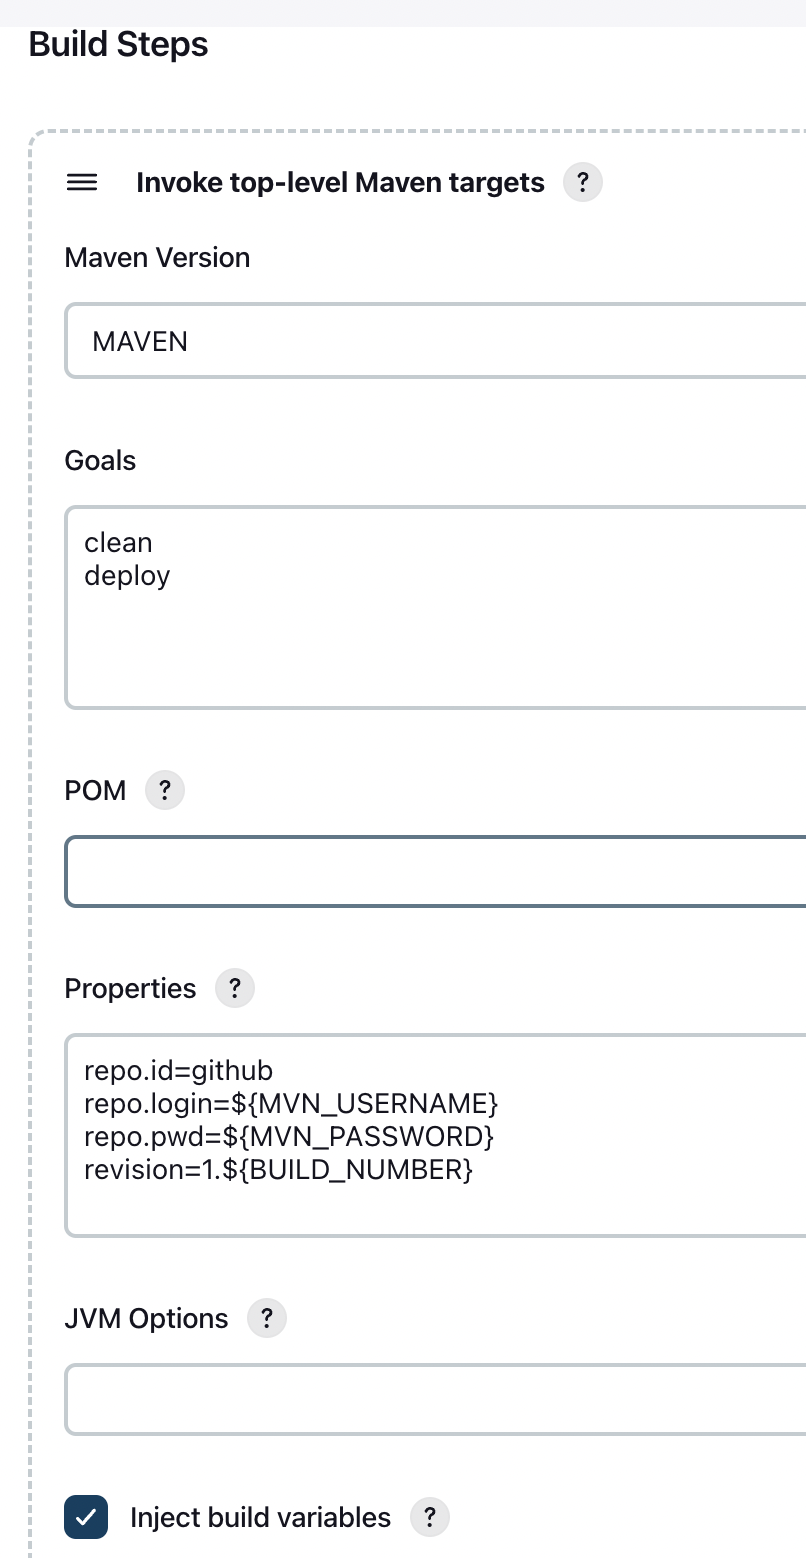 Build Steps
Invoke top-level Maven targets ?
Maven Version
MAVEN
Goals
clean
deploy
POM ?
Properties ?
repo.id=github
repo.login=${MVN_USERNAME}
repo.pwd=${MVN_PASSWORD}
revision=1.${BUILD_NUMBER}
JVM Options ?
Inject build variables ?